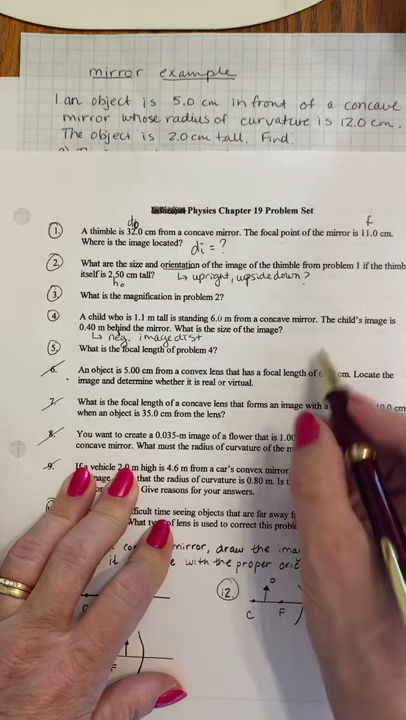 mirror example
1. an object is 5.0 cm in front of a concave
mirror whose radius of curvature is 12.0 cm.
The object is 2.0 cm tall. Find:
Physics Chapter 19 Problem Set
do
f
1. A thimble is 32.0 cm from a concave mirror. The focal point of the mirror is 11.0 cm.
Where is the image located? di = ?
2. What are the size and orientation of the image of the thimble from problem 1 if the thimb
itself is 2.50 cm tall? ↳ upright, upside down?
ho
3. What is the magnification in problem 2?
4. A child who is 1.1 m tall is standing 6.0 m from a concave mirror. The child's image is
0.40 m behind the mirror. What is the size of the image?
↳ neg. image dist
5. What is the focal length of problem 4?
6. An object is 5.00 cm from a convex lens that has a focal length of cm. Locate the
image and determine whether it is real or virtual.
7. What is the focal length of a concave lens that forms an image with a 10.0 cm
when an object is 35.0 cm from the lens?
8. You want to create a 0.035-m image of a flower that is 1.00
concave mirror. What must the radius of curvature of the m
9. If a vehicle 2.0 m high is 4.6 m from a car's convex mirror
that the radius of curvature is 0.80 m. Is t
Give reasons for your answers.
time seeing objects that are far away f
What of lens is used to correct this proble
mirror, draw the ima
it with the proper ori
12.
O
C F
C
F